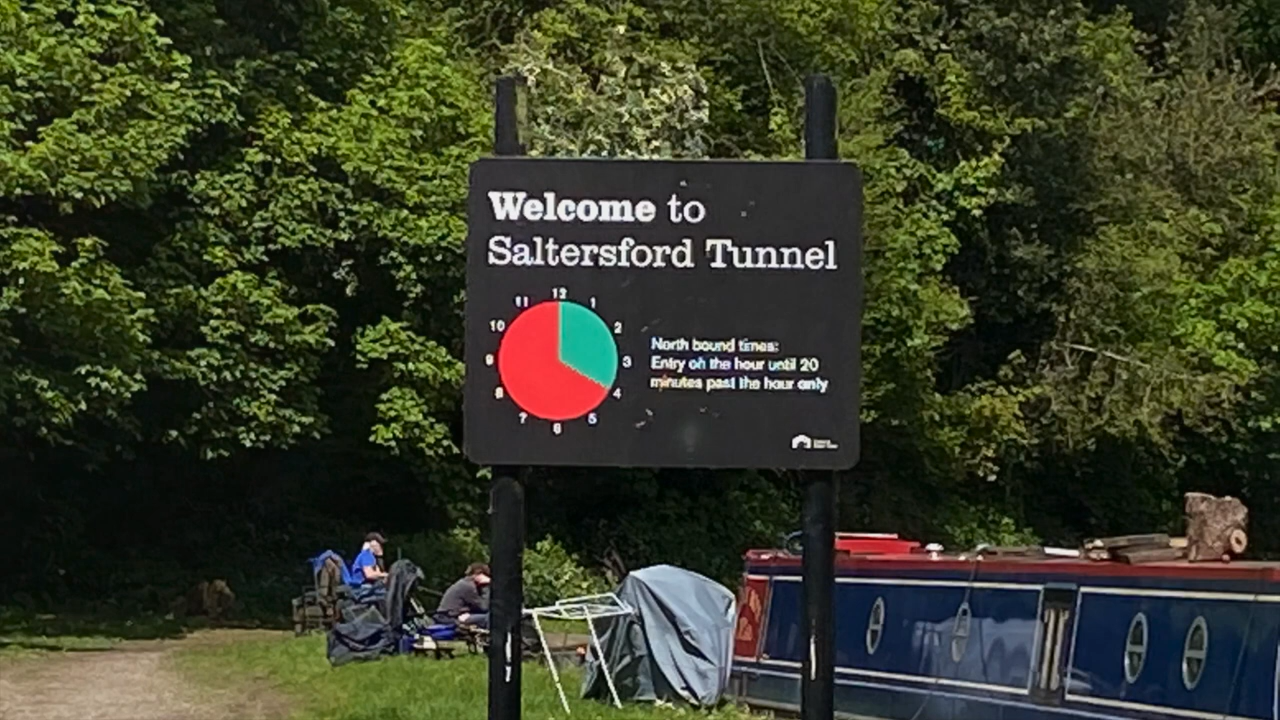 Welcome to
Saltersford Tunnel
12
11 1
10 2
9 3
8 4
7 5
6
North bound times:
Entry on the hour until 20
minutes past the hour only